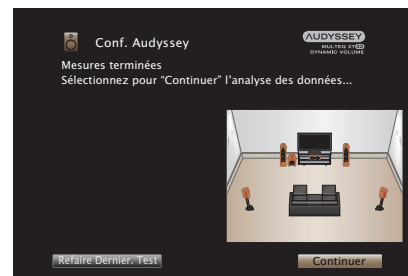 Conf. Audyssey
AUDYSSEY
MULTEQ XT32
DYNAMIC VOLUME
Mesures terminées
Sélectionnez pour “Continuer” l’analyse des données...
Refaire Dernier. Test
Continuer